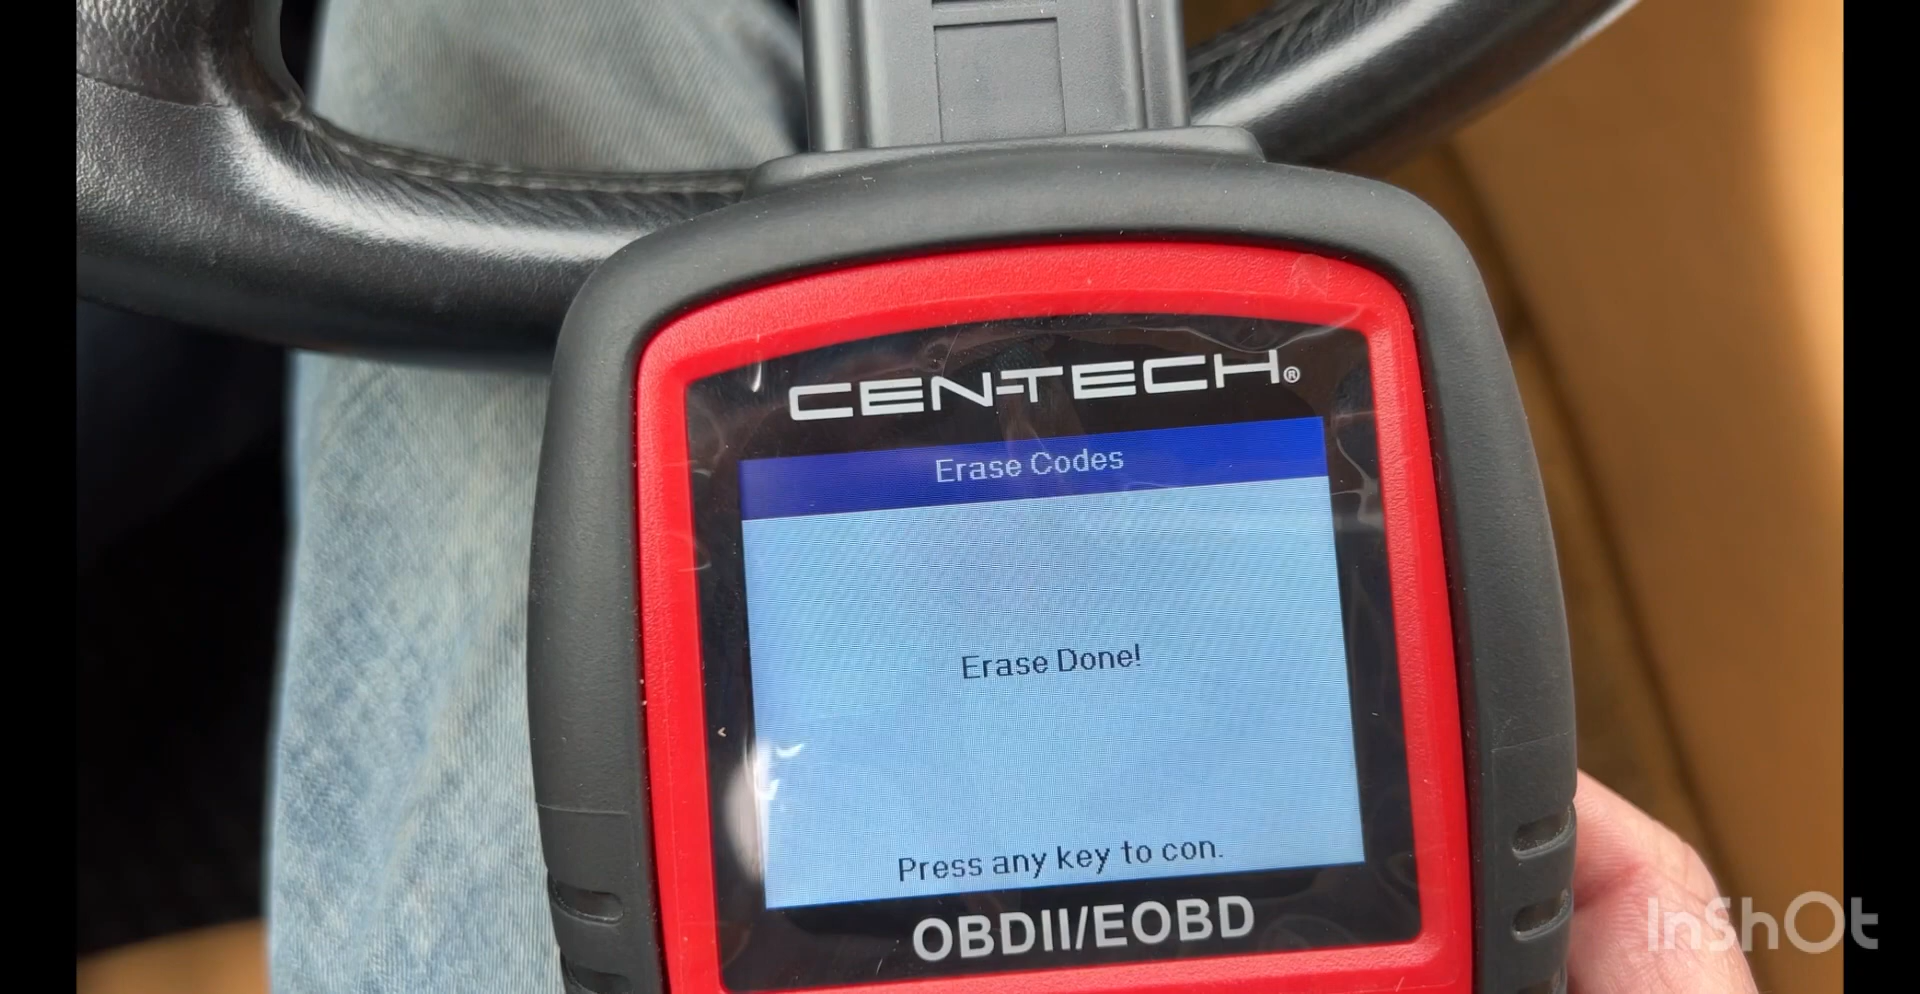 CEN-TECH®
Erase Codes
Erase Done!
Press any key to con.
OBDII/EOBD
InShOt